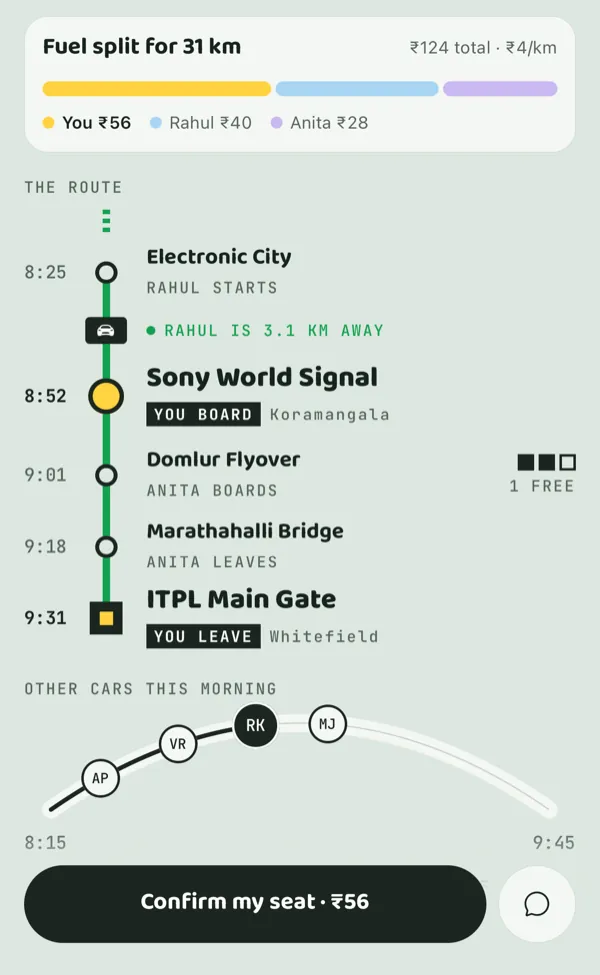 Fuel split for 31 km
₹124 total · ₹4/km
You ₹56 Rahul ₹40 Anita ₹28
THE ROUTE
Electronic City
8:25
RAHUL STARTS
RAHUL IS 3.1 KM AWAY
Sony World Signal
8:52
YOU BOARD Koramangala
Domlur Flyover
9:01
ANITA BOARDS
1 FREE
Marathahalli Bridge
9:18
ANITA LEAVES
ITPL Main Gate
9:31
YOU LEAVE Whitefield
OTHER CARS THIS MORNING
AP
VR
RK
MJ
8:15
9:45
Confirm my seat · ₹56